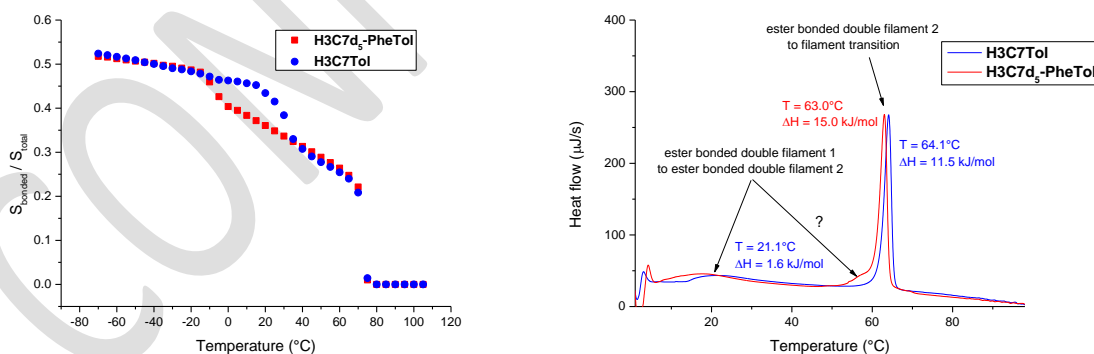 0.6
0.5
0.4
0.3
0.2
0.1
0.0
S_bonded / S_total
-60 -40 -20 0 20 40 60 80 100 120
Temperature (°C)
H3C7d₅-PheTol
H3C7Tol
400
300
200
100
0
Heat flow (µJ/s)
20 40 60 80
Temperature (°C)
ester bonded double filament 2
to filament transition
H3C7Tol
H3C7d₅-PheTol
T = 63.0°C
ΔH = 15.0 kJ/mol
T = 64.1°C
ΔH = 11.5 kJ/mol
ester bonded double filament 1
to ester bonded double filament 2
?
T = 21.1°C
ΔH = 1.6 kJ/mol